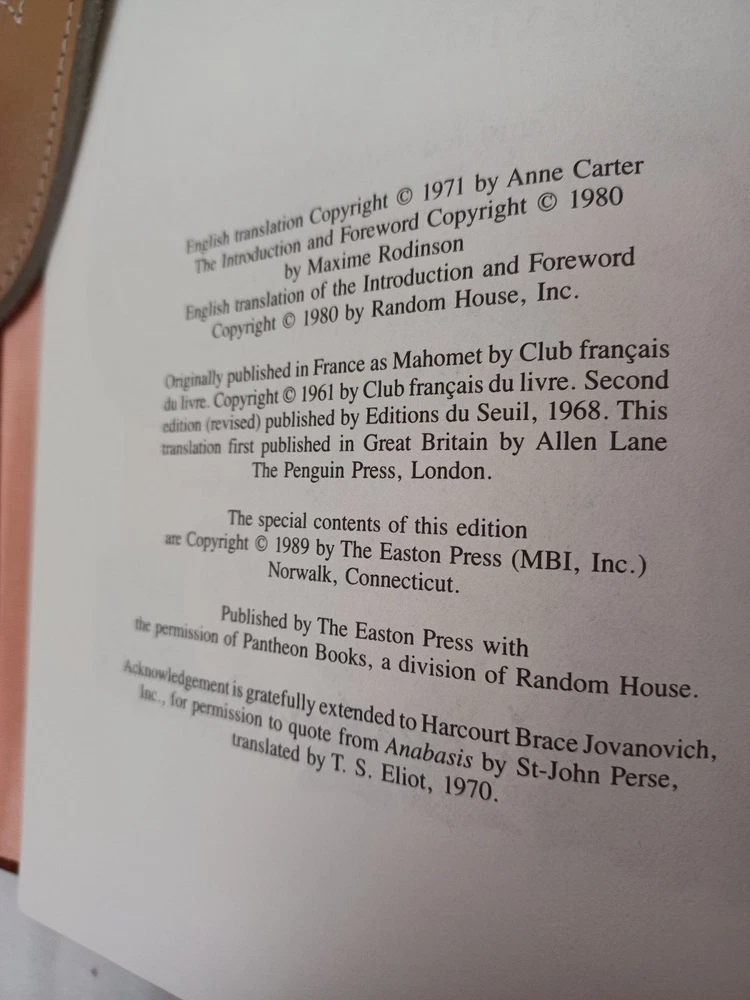 English translation Copyright © 1971 by Anne Carter
The Introduction and Foreword Copyright © 1980
by Maxime Rodinson
English translation of the Introduction and Foreword
Copyright © 1980 by Random House, Inc.
Originally published in France as Mahomet by Club français
du livre. Copyright © 1961 by Club français du livre. Second
edition (revised) published by Editions du Seuil, 1968. This
translation first published in Great Britain by Allen Lane
The Penguin Press, London.
The special contents of this edition
are Copyright © 1989 by The Easton Press (MBI, Inc.)
Norwalk, Connecticut.
Published by The Easton Press with
the permission of Pantheon Books, a division of Random House.
Acknowledgement is gratefully extended to Harcourt Brace Jovanovich,
Inc., for permission to quote from Anabasis by St-John Perse,
translated by T. S. Eliot, 1970.